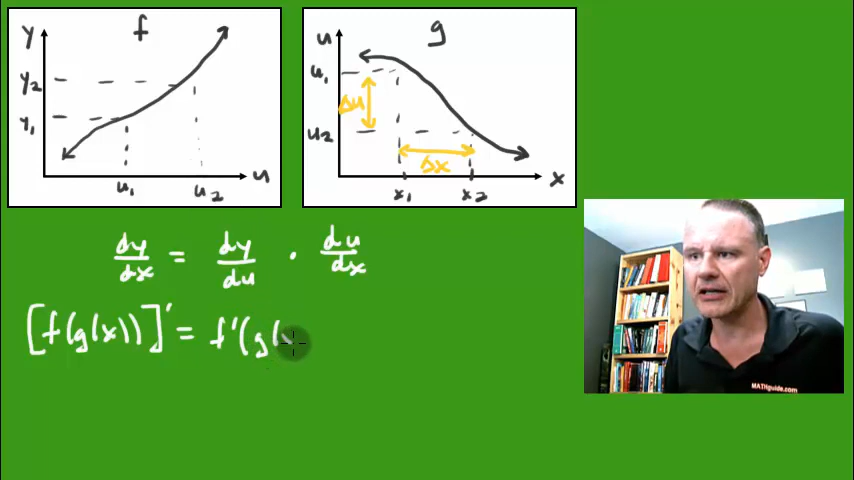 y
f
y₂
y₁
u₁
u₂
u
u
g
u₁
Δu
u₂
Δx
x₁
x₂
x
dy/dx = dy/du · du/dx
[f(g(x))]' = f'(g(x
MATHguide.com